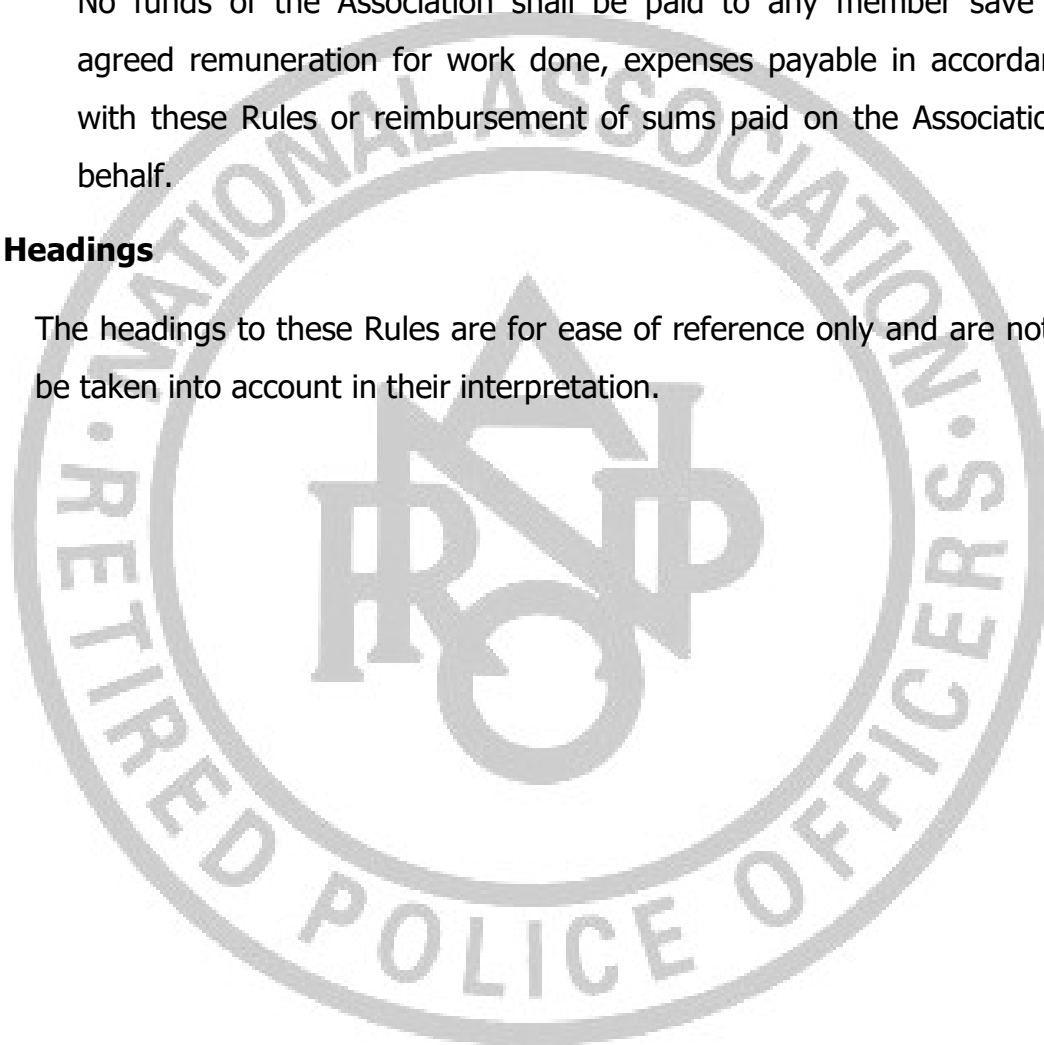 No funds of the Association shall be paid to any member save
agreed remuneration for work done, expenses payable in accordan
with these Rules or reimbursement of sums paid on the Associatio
behalf.
Headings
The headings to these Rules are for ease of reference only and are not
be taken into account in their interpretation.
NATIONAL ASSOCIATION
RETIRED POLICE OFFICERS
NARPO